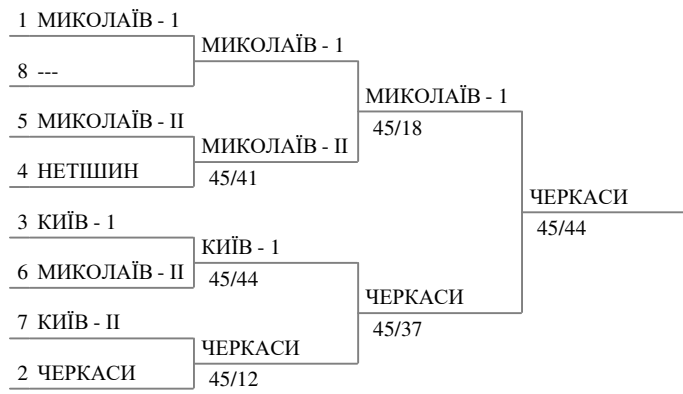 1 МИКОЛАЇВ - 1
МИКОЛАЇВ - 1
8 ---
МИКОЛАЇВ - 1
45/18
5 МИКОЛАЇВ - II
МИКОЛАЇВ - II
45/41
4 НЕТІШИН
ЧЕРКАСИ
45/44
3 КИЇВ - 1
КИЇВ - 1
45/44
6 МИКОЛАЇВ - II
ЧЕРКАСИ
45/37
7 КИЇВ - II
ЧЕРКАСИ
45/12
2 ЧЕРКАСИ